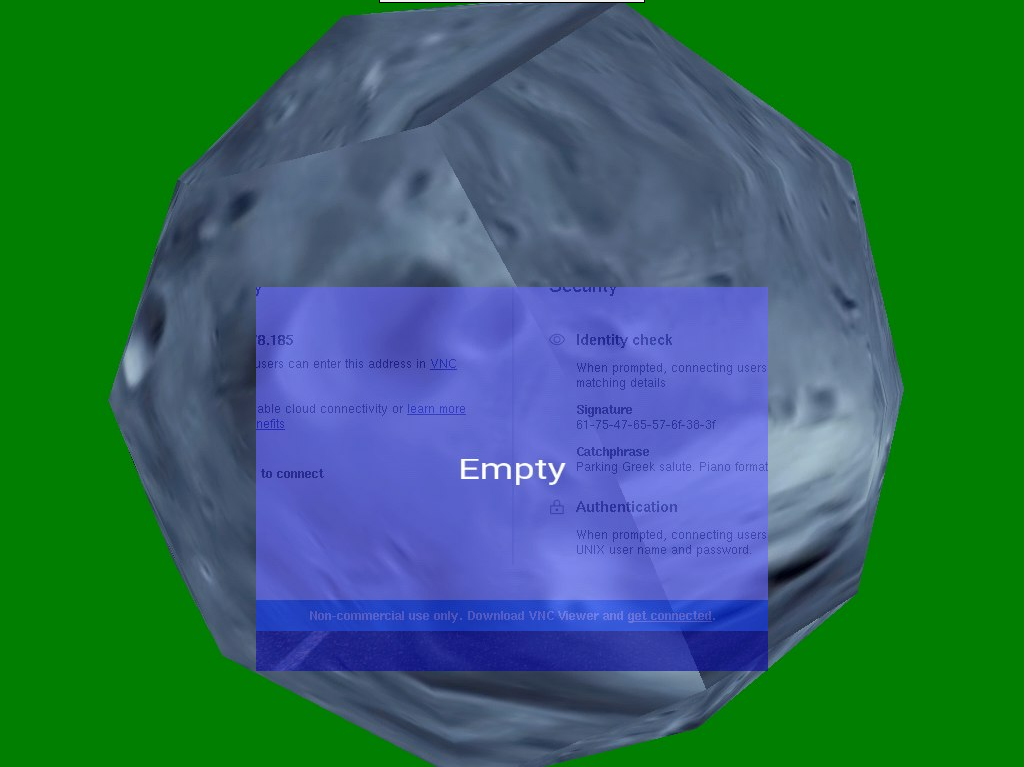 Security
78.185
Identity check
users can enter this address in VNC
When prompted, connecting users
matching details
able cloud connectivity or learn more
nefits
Signature
61-75-47-65-57-6f-38-3f
Catchphrase
Parking Greek salute. Piano format
to connect
Empty
Authentication
When prompted, connecting users
UNIX user name and password.
Non-commercial use only. Download VNC Viewer and get connected.